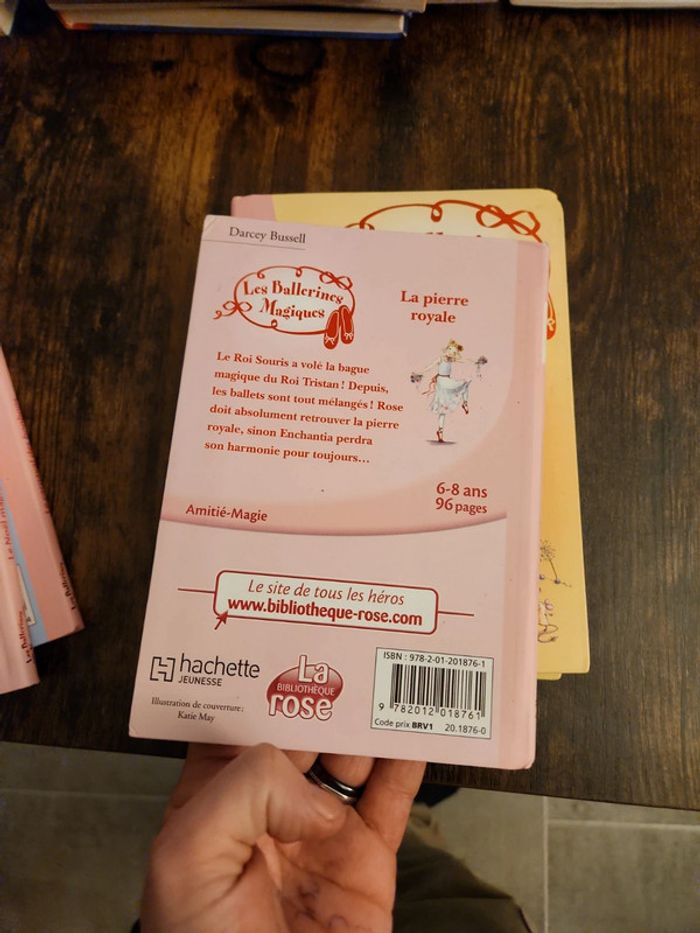 Darcey Bussell
Les Ballerines
Magiques
La pierre
royale
Le Roi Souris a volé la bague
magique du Roi Tristan ! Depuis,
les ballets sont tout mélangés ! Rose
doit absolument retrouver la pierre
royale, sinon Enchantia perdra
son harmonie pour toujours...
6-8 ans
96 pages
Amitié-Magie
Le site de tous les héros
www.bibliotheque-rose.com
hachette
JEUNESSE
Illustration de couverture :
Katie May
La
BIBLIOTHÈQUE
rose
ISBN : 978-2-01-201876-1
9 782012 018761
Code prix BRV1 20.1876-0
Le Noël
Les Ballerines